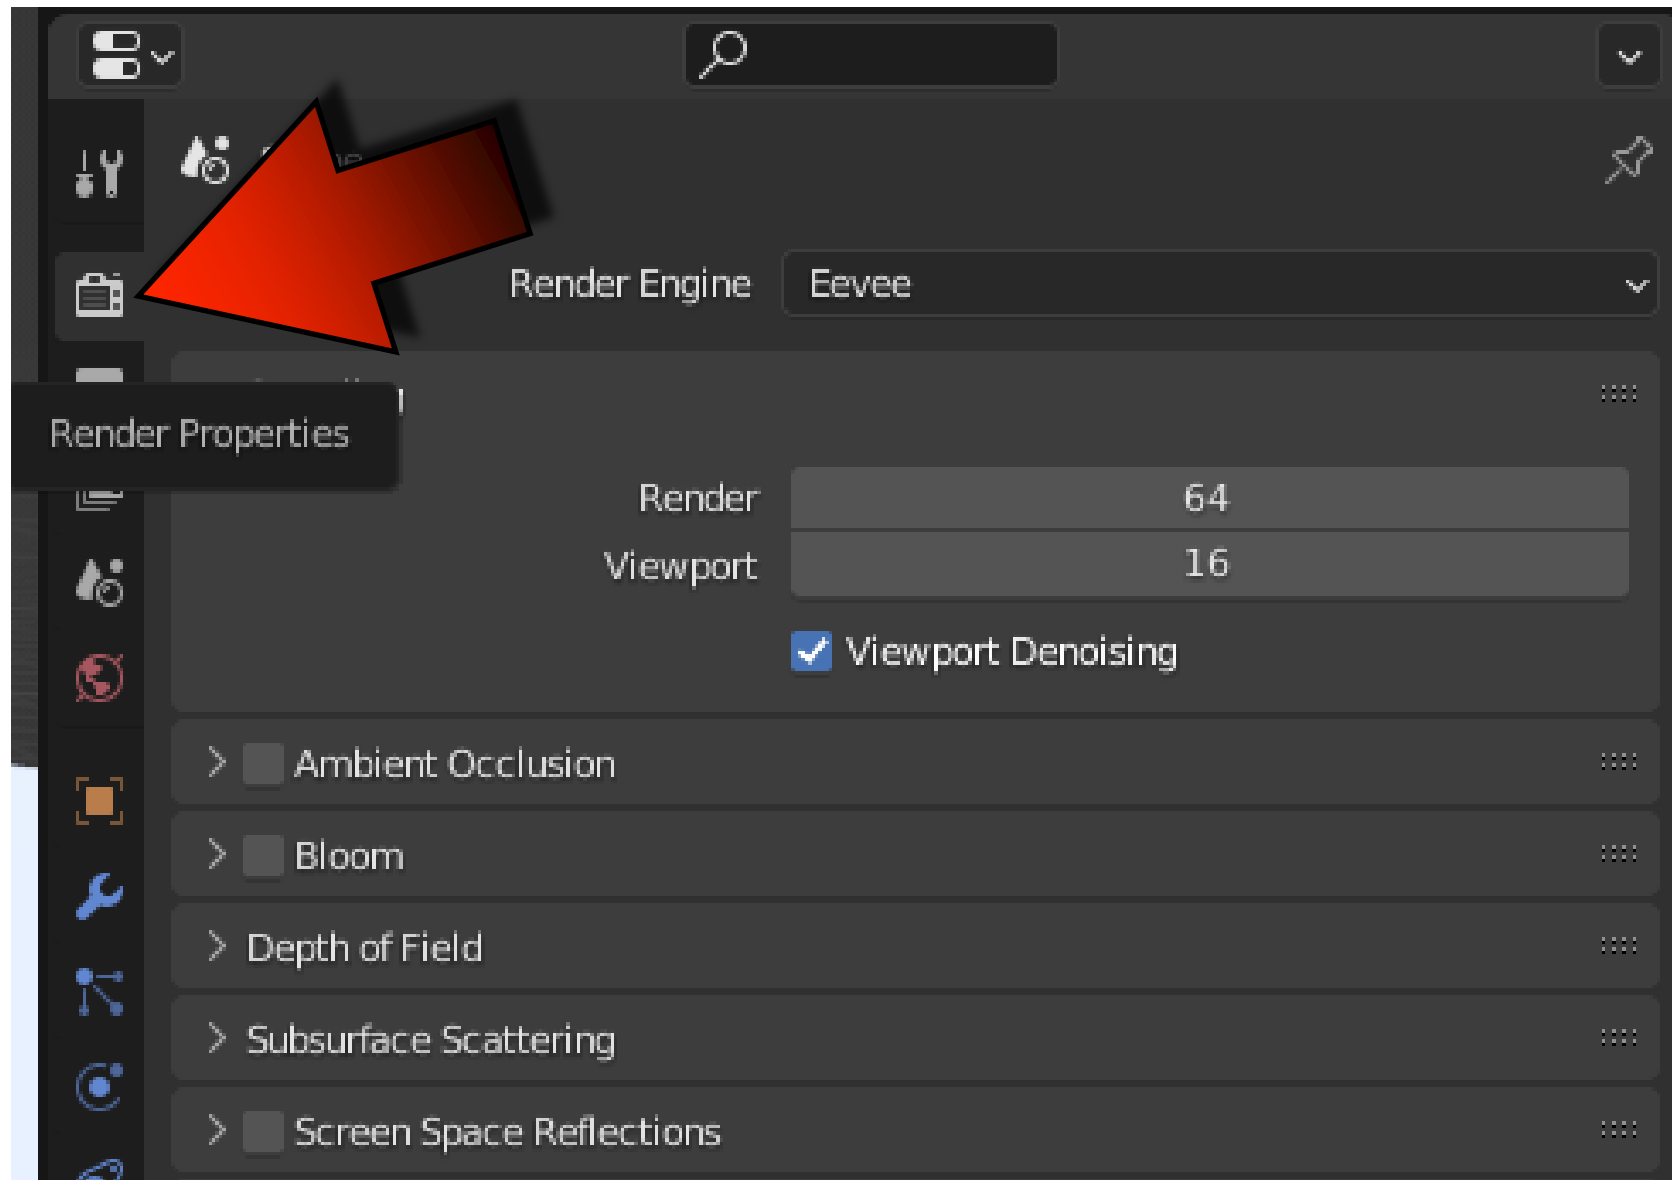 Render Engine
Eevee
Render Properties
Render
64
Viewport
16
Viewport Denoising
Ambient Occlusion
Bloom
Depth of Field
Subsurface Scattering
Screen Space Reflections